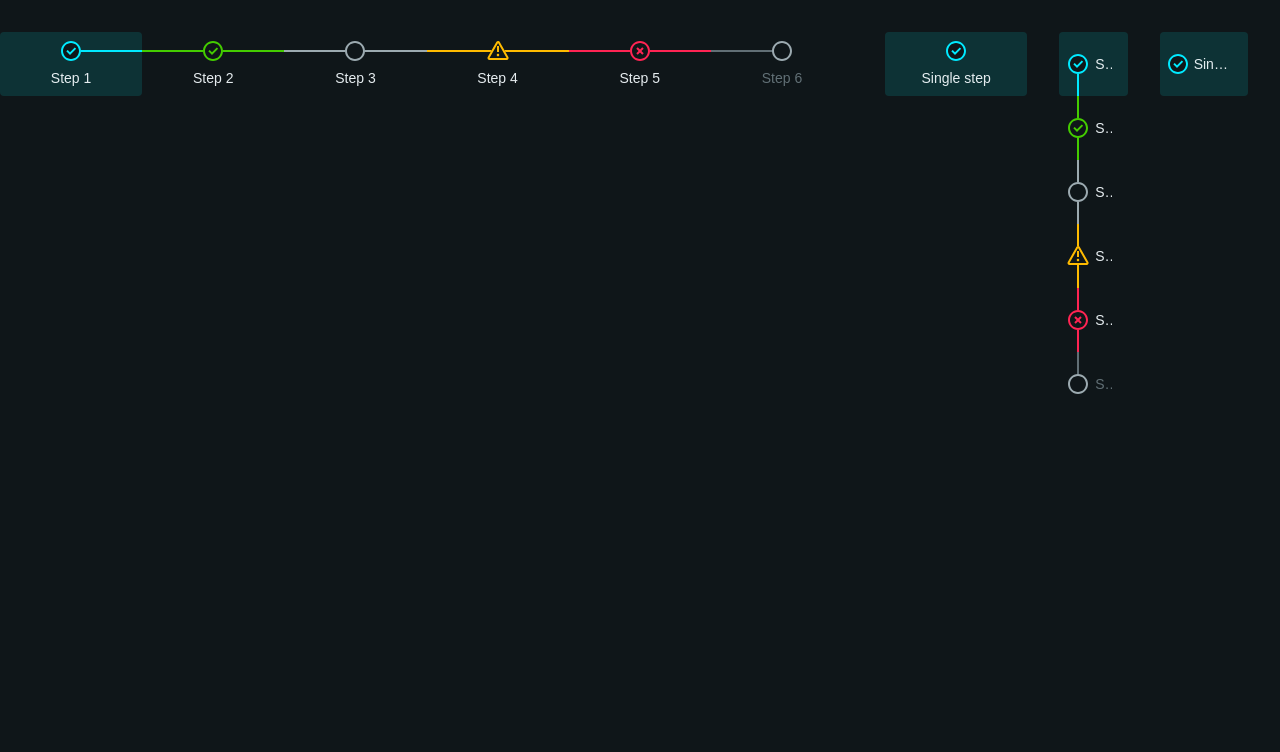 Step 1
Step 2
Step 3
Step 4
Step 5
Step 6
Single step
S..
S..
S..
S..
S..
S..
Sin…